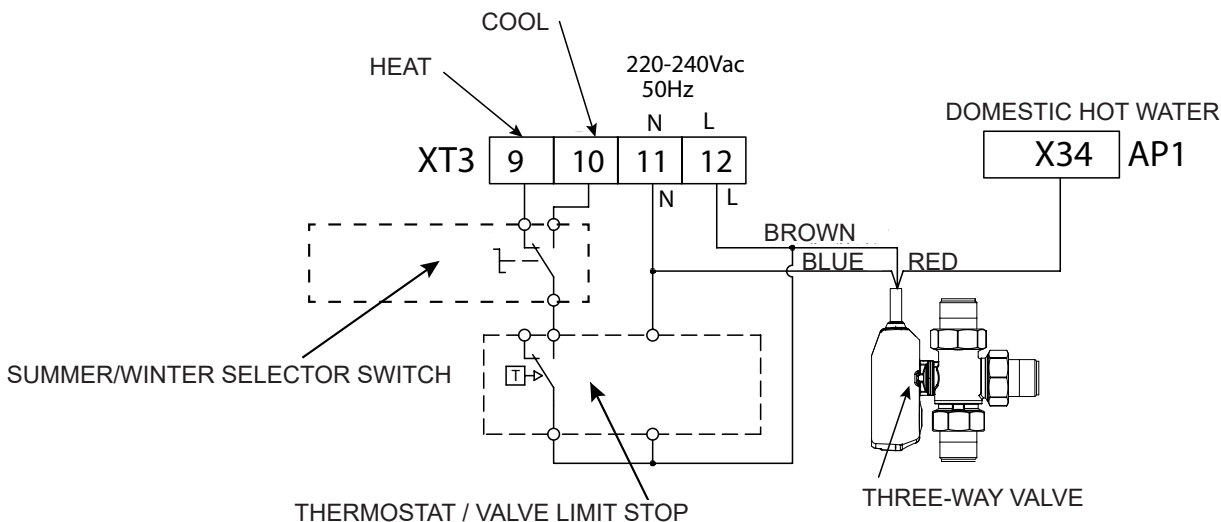 COOL
HEAT
220-240Vac
50Hz
N L
DOMESTIC HOT WATER
XT3 9 10 11 12
X34 AP1
N L
BROWN
BLUE RED
SUMMER/WINTER SELECTOR SWITCH
T
THREE-WAY VALVE
THERMOSTAT / VALVE LIMIT STOP